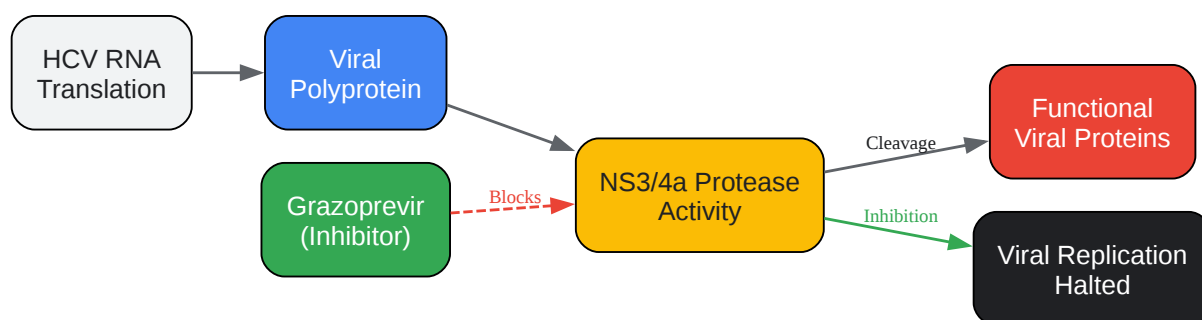 HCV RNA
Translation
Viral
Polyprotein
Grazoprevir
(Inhibitor)
Blocks
NS3/4a Protease
Activity
Cleavage
Functional
Viral Proteins
Inhibition
Viral Replication
Halted